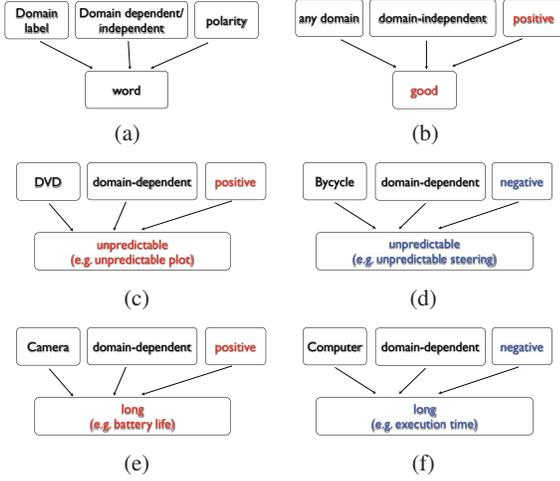 Domain label
Domain dependent/ independent
polarity
word
(a)
any domain
domain-independent
positive
good
(b)
DVD
domain-dependent
positive
unpredictable
(e.g. unpredictable plot)
(c)
Bycycle
domain-dependent
negative
unpredictable
(e.g. unpredictable steering)
(d)
Camera
domain-dependent
positive
long
(e.g. battery life)
(e)
Computer
domain-dependent
negative
long
(e.g. execution time)
(f)